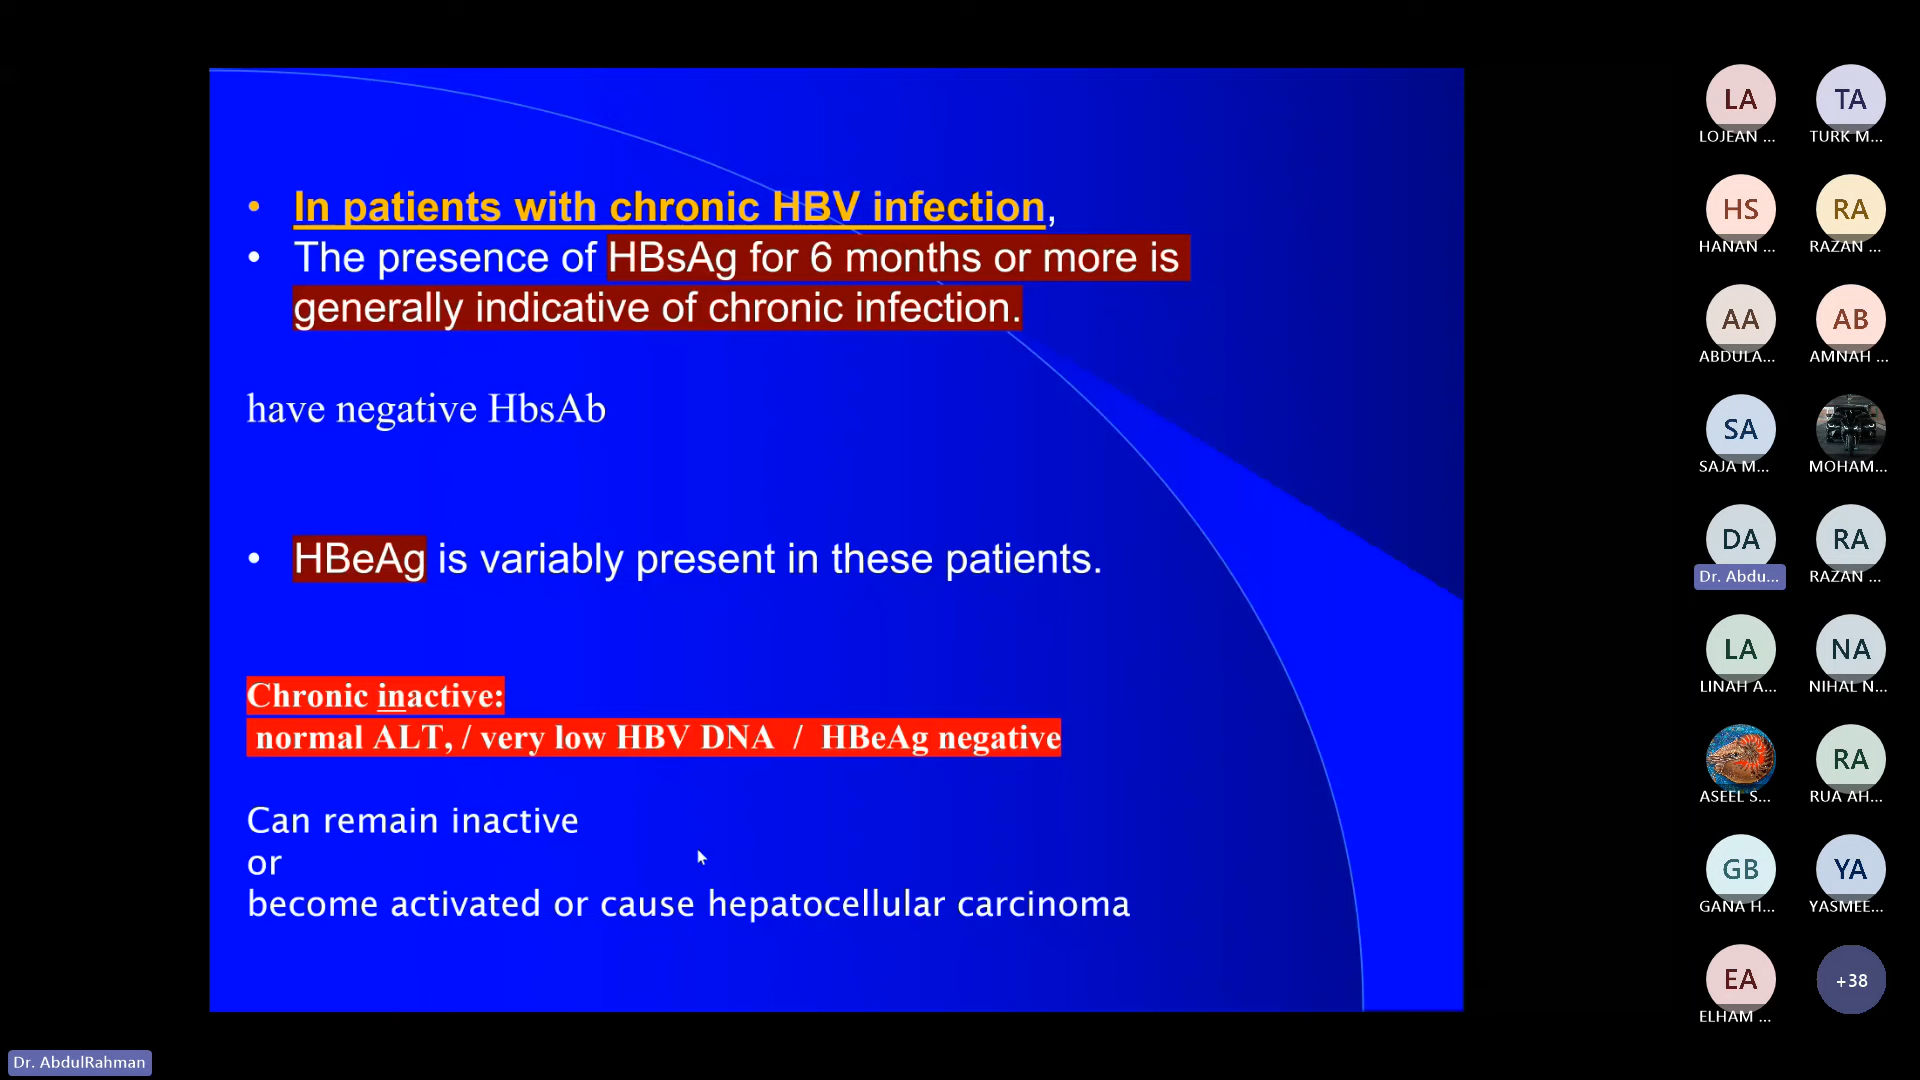 • In patients with chronic HBV infection,
• The presence of HBsAg for 6 months or more is
generally indicative of chronic infection.
have negative HbsAb
• HBeAg is variably present in these patients.
Chronic inactive:
normal ALT, / very low HBV DNA / HBeAg negative
Can remain inactive
or
become activated or cause hepatocellular carcinoma
LA
LOJEAN ...
TA
TURK M...
HS
HANAN ...
RA
RAZAN ...
AA
ABDULA...
AB
AMNAH ...
SA
SAJA M...
MOHAM...
DA
Dr. Abdu...
RA
RAZAN ...
LA
LINAH A...
NA
NIHAL N...
ASEEL S...
RA
RUA AH...
GB
GANA H...
YA
YASMEE...
EA
ELHAM ...
+38
Dr. AbdulRahman